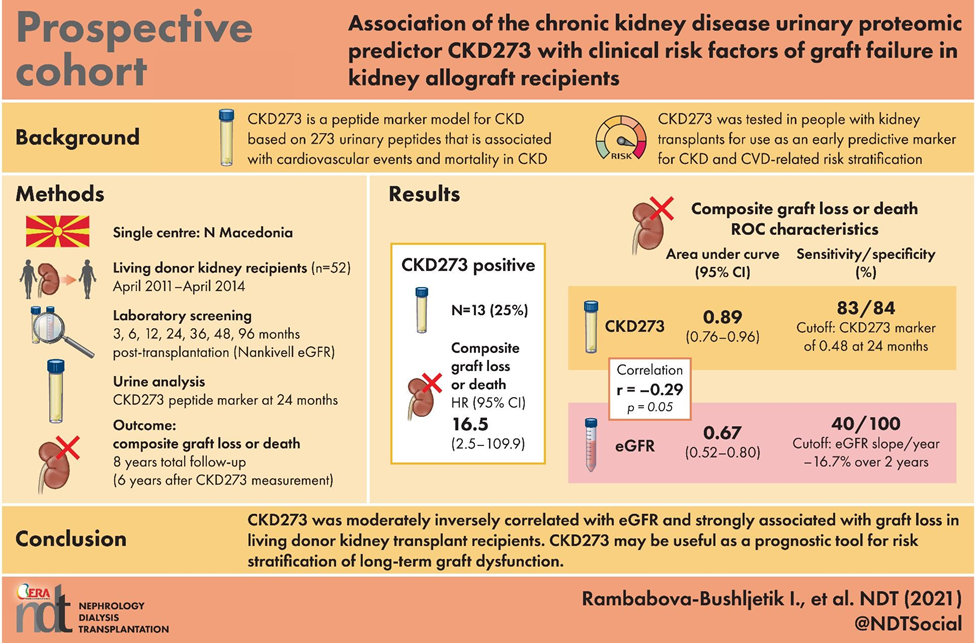 Prospective
cohort
Association of the chronic kidney disease urinary proteomic
predictor CKD273 with clinical risk factors of graft failure in
kidney allograft recipients
Background
CKD273 is a peptide marker model for CKD
based on 273 urinary peptides that is associated
with cardiovascular events and mortality in CKD
RISK
CKD273 was tested in people with kidney
transplants for use as an early predictive marker
for CKD and CVD-related risk stratification
Methods
Single centre: N Macedonia
Living donor kidney recipients (n=52)
April 2011–April 2014
Laboratory screening
3, 6, 12, 24, 36, 48, 96 months
post-transplantation (Nankivell eGFR)
Urine analysis
CKD273 peptide marker at 24 months
Outcome:
composite graft loss or death
8 years total follow-up
(6 years after CKD273 measurement)
Results
CKD273 positive
N=13 (25%)
Composite
graft loss
or death
HR (95% CI)
16.5
(2.5–109.9)
Composite graft loss or death
ROC characteristics
Area under curve
(95% CI)
Sensitivity/specificity
(%)
CKD273
0.89
(0.76–0.96)
83/84
Cutoff: CKD273 marker
of 0.48 at 24 months
Correlation
r = –0.29
p = 0.05
eGFR
0.67
(0.52–0.80)
40/100
Cutoff: eGFR slope/year
–16.7% over 2 years
Conclusion
CKD273 was moderately inversely correlated with eGFR and strongly associated with graft loss in
living donor kidney transplant recipients. CKD273 may be useful as a prognostic tool for risk
stratification of long-term graft dysfunction.
ERA
ndt
NEPHROLOGY
DIALYSIS
TRANSPLANTATION
Rambabova-Bushljetik I., et al. NDT (2021)
@NDTSocial